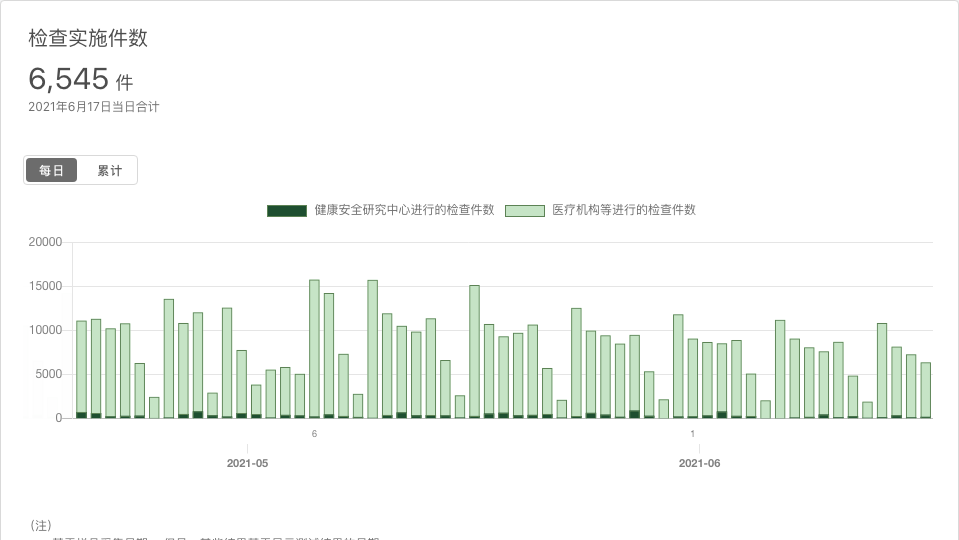 检查实施件数
6,545 件
2021年6月17日当日合计
每日 累计
健康安全研究中心进行的检查件数 医疗机构等进行的检查件数
20000
15000
10000
5000
0
6 1
2021-05 2021-06
（注）